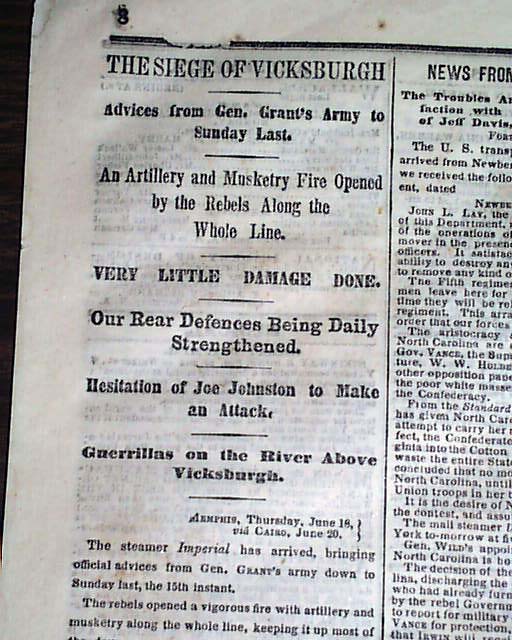 8
THE SIEGE OF VICKSBURGH
Advices from Gen. Grant's Army to
Sunday Last.
An Artillery and Musketry Fire Opened
by the Rebels Along the
Whole Line.
VERY LITTLE DAMAGE DONE.
Our Rear Defences Being Daily
Strengthened.
Hesitation of Joe Johnston to Make
an Attack.
Guerrillas on the River Above
Vicksburgh.
MEMPHIS, Thursday, June 18,
via CAIRO, June 20.
The steamer Imperial has arrived, bringing
official advices from Gen. GRANT's army down to
Sunday last, the 15th instant.
The rebels opened a vigorous fire with artillery and
musketry along the whole line, keeping it up most of
NEWS FROM
The Troubles
faction with
of Jeff Davis,
The U. S. trans
arrived from Newber
we received the follo
ent, dated
JOHN L. LAY, the
of this Department,
of the operations of
mover in the presen
officers. It satisfac
ability to destroy an
to remove any kind o
The Fifth regimen
men leave here for
time they will be re
regiment. This arra
order that our forces
The aristocracy
North Carolina are
Gov. VANCE, the Sup
ture, W. W. HOLD
other opposition pape
the poor white masse
the Confederacy.
From the Standard
has given North Caro
attempt to carry her
fect, the Confederate
ginia into the Cotton
waste the entire Stat
concluded that no mo
North Carolina, until
Union troops in her
It is the desire of N
the contest, and assu
The mail steamer
York to-morrow at
Gen. WILD's appoi
North Carolina is
The decision of the
lina, discharging the
who had already fur
by the rebel Governm
to report for military
VANCE for protection,
that